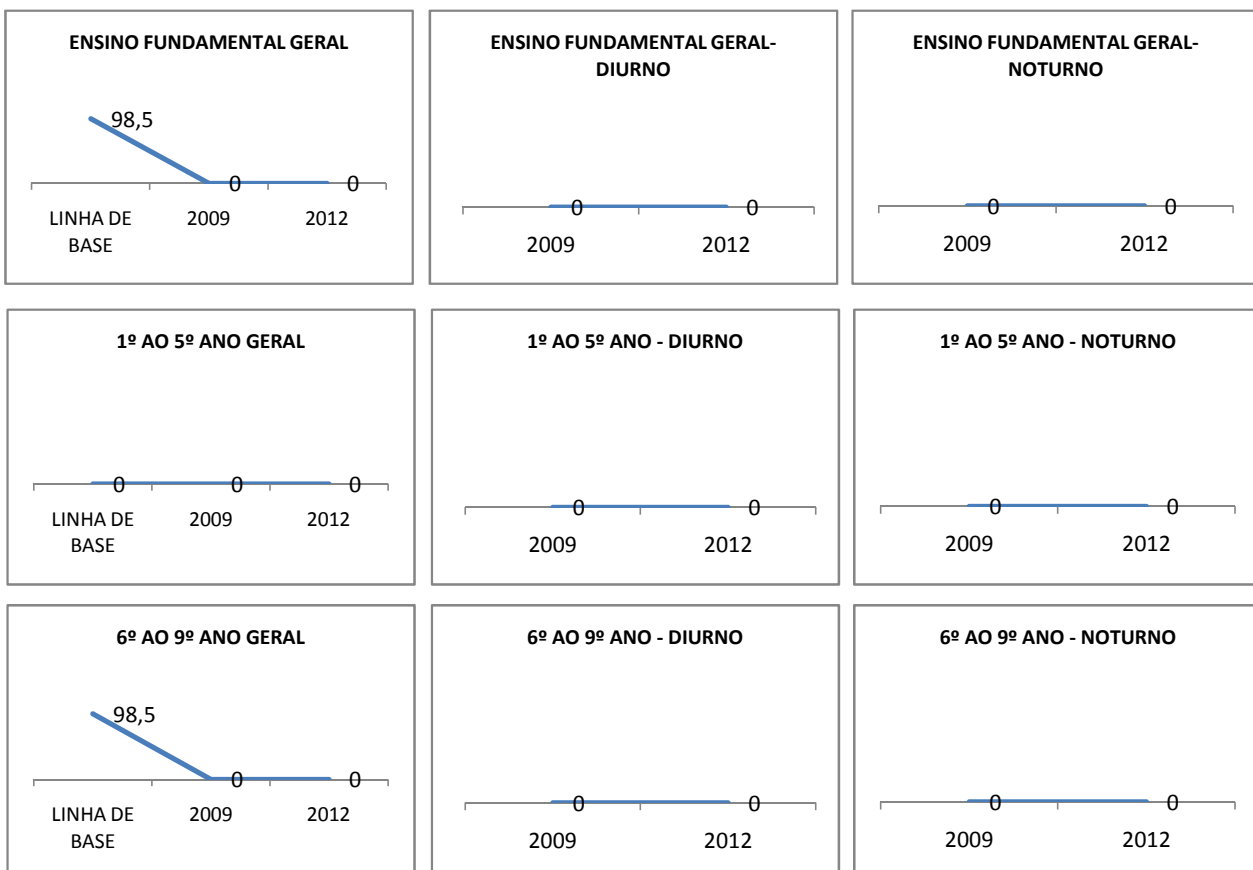 ENSINO FUNDAMENTAL GERAL
98,5
0
0
LINHA DE
BASE
2009
2012
ENSINO FUNDAMENTAL GERAL-
DIURNO
0
0
2009
2012
ENSINO FUNDAMENTAL GERAL-
NOTURNO
0
0
2009
2012
1º AO 5º ANO GERAL
0
0
0
LINHA DE
BASE
2009
2012
1º AO 5º ANO - DIURNO
0
0
2009
2012
1º AO 5º ANO - NOTURNO
0
0
2009
2012
6º AO 9º ANO GERAL
98,5
0
0
LINHA DE
BASE
2009
2012
6º AO 9º ANO - DIURNO
0
0
2009
2012
6º AO 9º ANO - NOTURNO
0
0
2009
2012